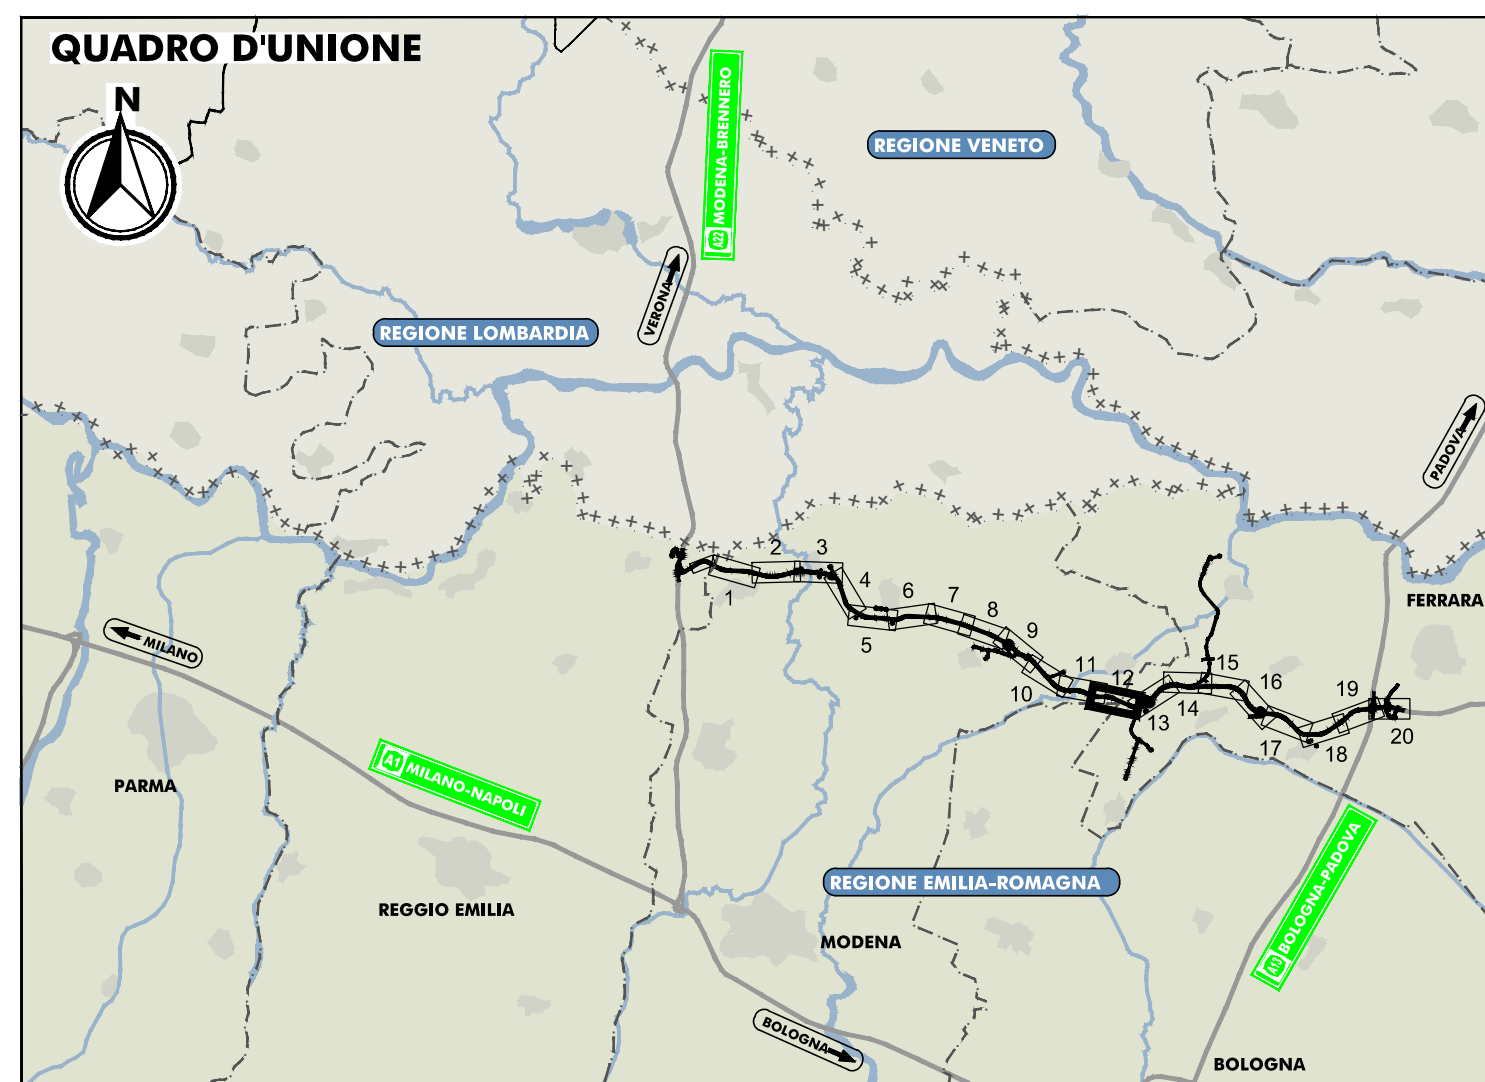 QUADRO D'UNIONE
N
A22 MODENA-BRENNERO
REGIONE VENETO
VERONA
REGIONE LOMBARDIA
PADOVA
2
3
1
4
5
6
7
8
9
10
11
12
13
14
15
16
17
18
19
20
FERRARA
MILANO
PARMA
A1 MILANO-NAPOLI
REGGIO EMILIA
REGIONE EMILIA-ROMAGNA
A13 BOLOGNA-PADOVA
MODENA
BOLOGNA
BOLOGNA